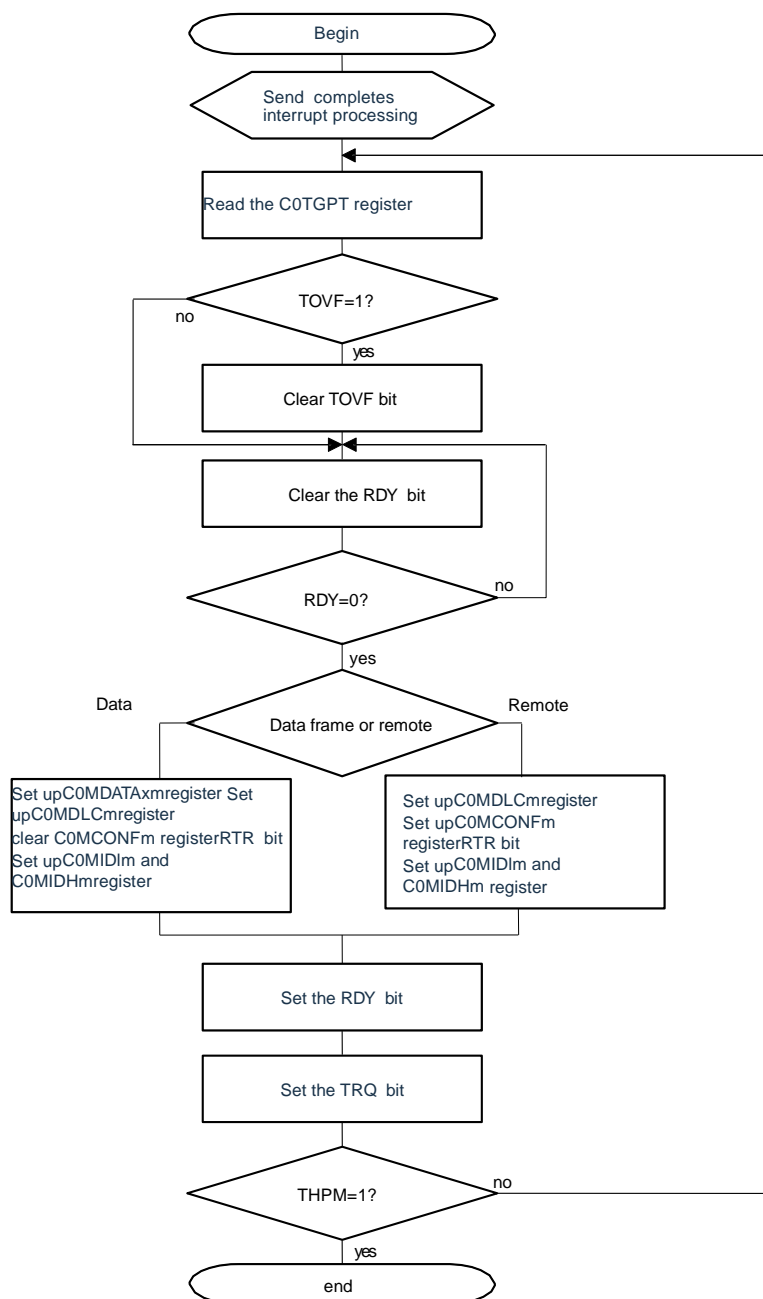 Begin
Send completes
interrupt processing
Read the C0TGPT register
TOVF=1?
no
yes
Clear TOVF bit
Clear the RDY bit
RDY=0?
no
yes
Data
Remote
Data frame or remote
Set upC0MDATAxmregister Set
upC0MDLCmregister
clear C0MCONFm registerRTR bit
Set upC0MIDlm and
C0MIDHmregister
Set upC0MDLCmregister
Set upC0MCONFm
registerRTR bit
Set upC0MIDlm and
C0MIDHm register
Set the RDY bit
Set the TRQ bit
THPM=1?
no
yes
end